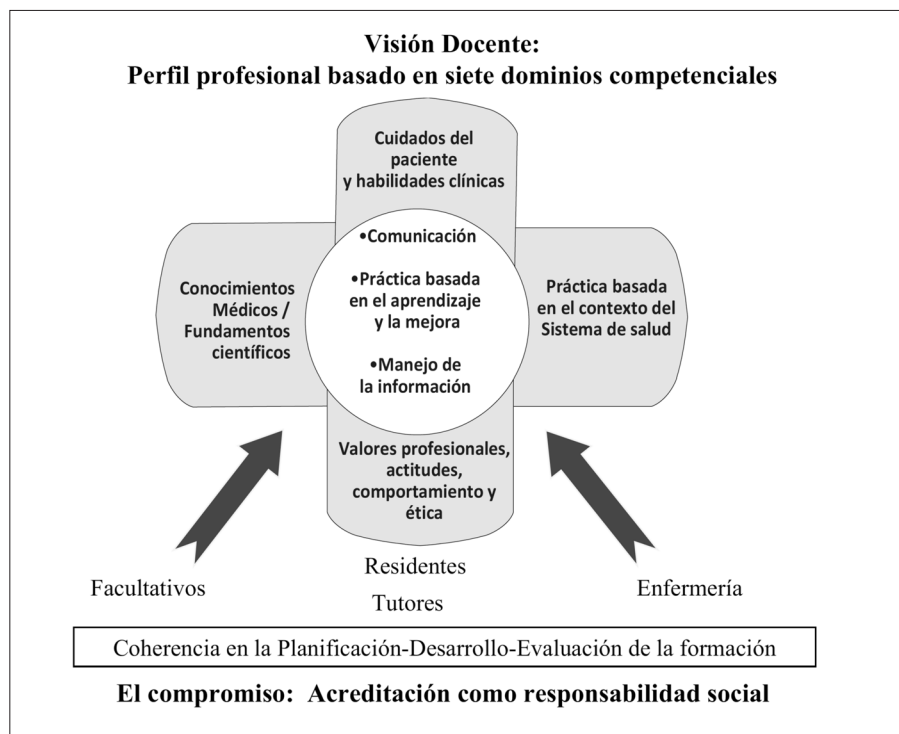 Visión Docente:
Perfil profesional basado en siete dominios competenciales
Cuidados del
paciente
y habilidades clínicas
Conocimientos
Médicos /
Fundamentos
científicos
•Comunicación
•Práctica basada
en el aprendizaje
y la mejora
•Manejo de
la información
Práctica basada
en el contexto del
Sistema de salud
Valores profesionales,
actitudes,
comportamiento y
ética
Facultativos
Residentes
Tutores
Enfermería
Coherencia en la Planificación-Desarrollo-Evaluación de la formación
El compromiso: Acreditación como responsabilidad social